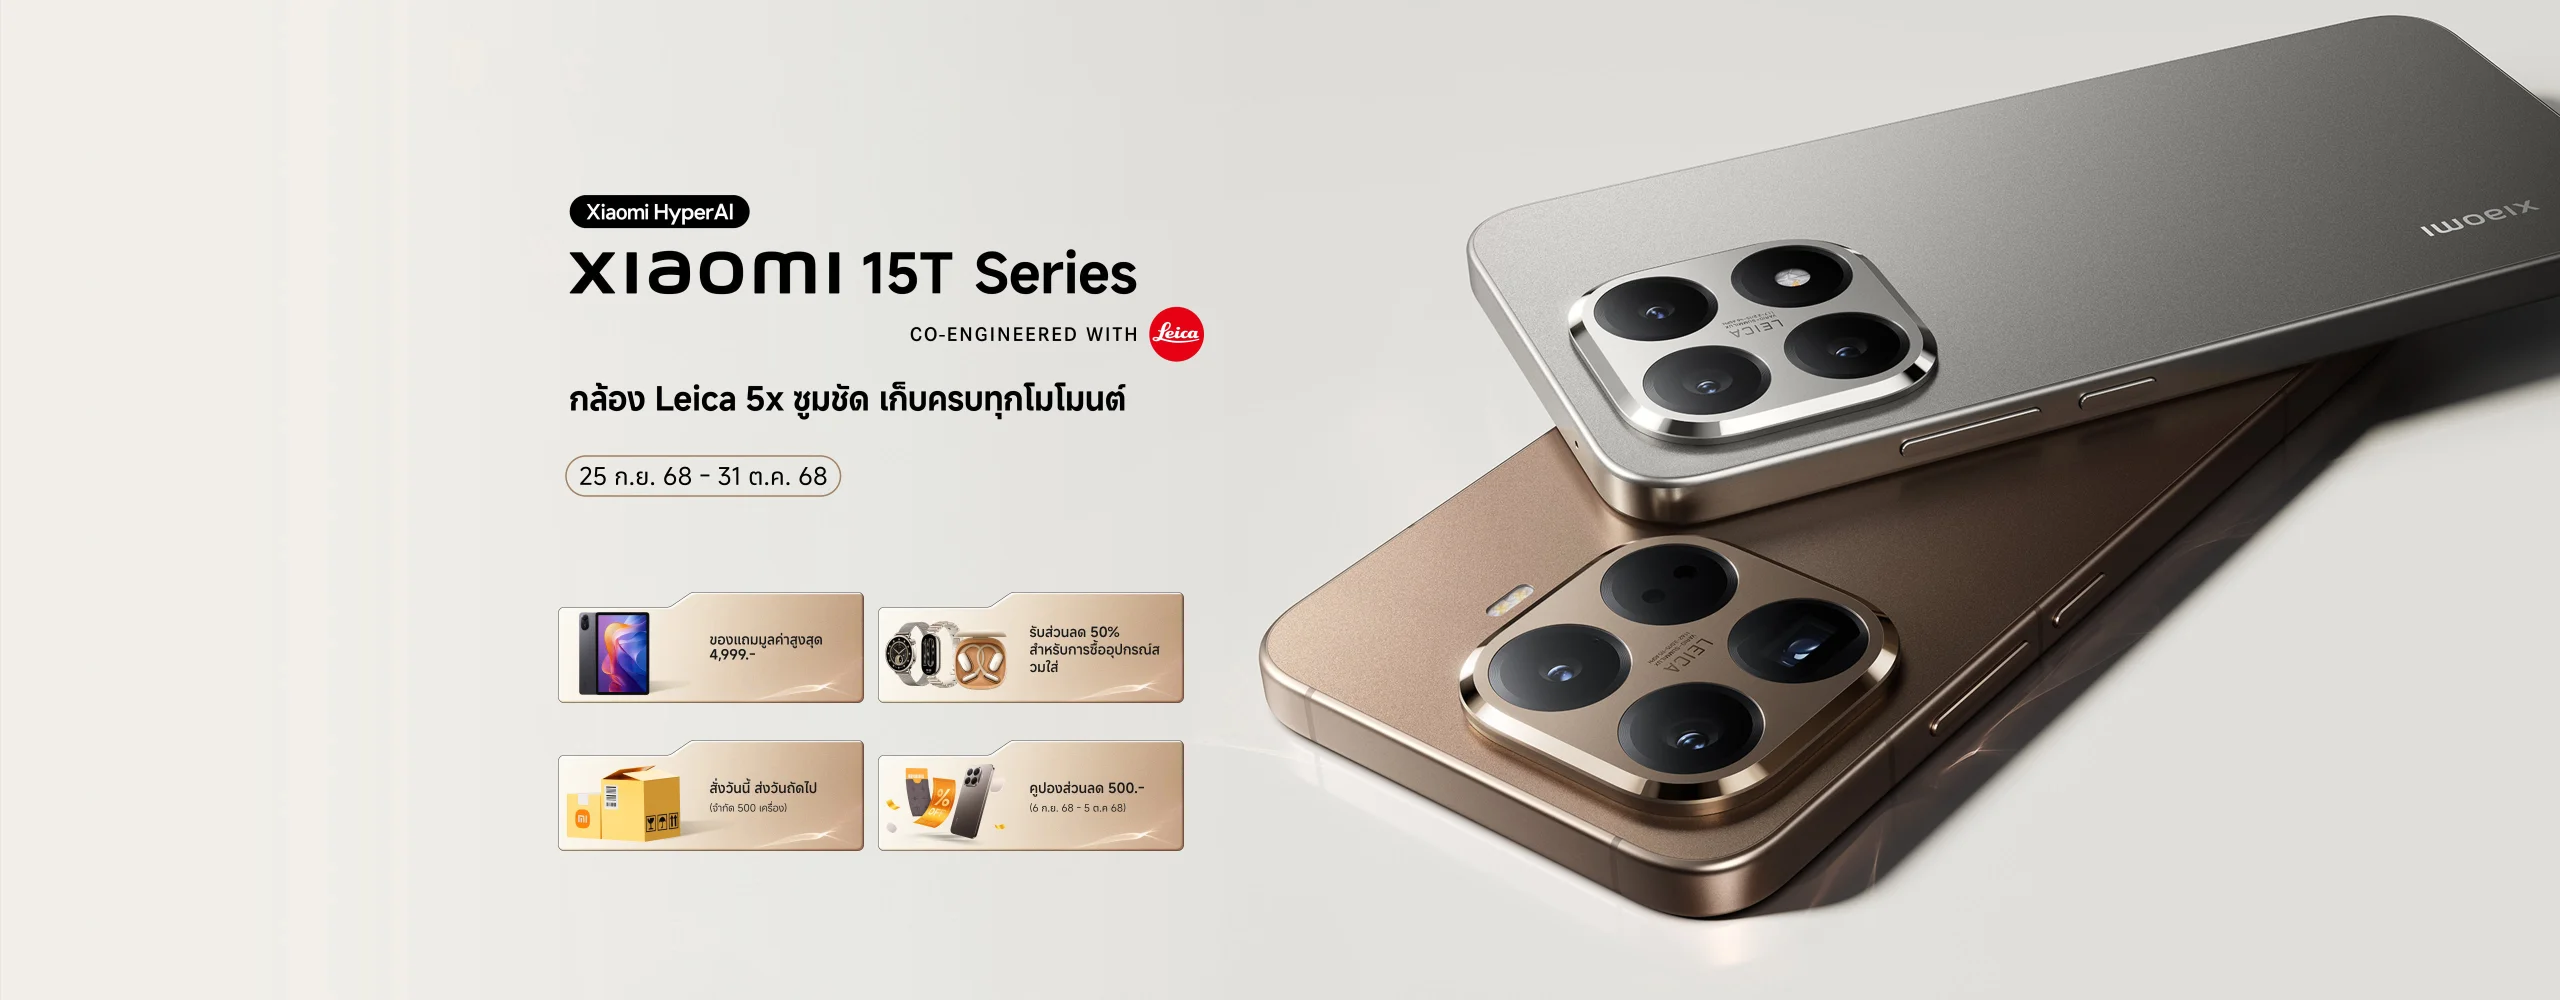 Xiaomi HyperAI
xiaomi 15T Series
CO-ENGINEERED WITH Leica
กล้อง Leica 5x ซูมชัด เก็บครบทุกโมโมนต์
25 ก.ย. 68 - 31 ต.ค. 68
ของแถมมูลค่าสูงสุด
4,999.-
รับส่วนลด 50%
สำหรับการซื้ออุปกรณ์ส
วมใส่
สั่งวันนี้ ส่งวันถัดไป
(จำกัด 500 เครื่อง)
คูปองส่วนลด 500.-
(6 ก.ย. 68 - 5 ต.ค 68)
xiaomi
LEICA
LEICA